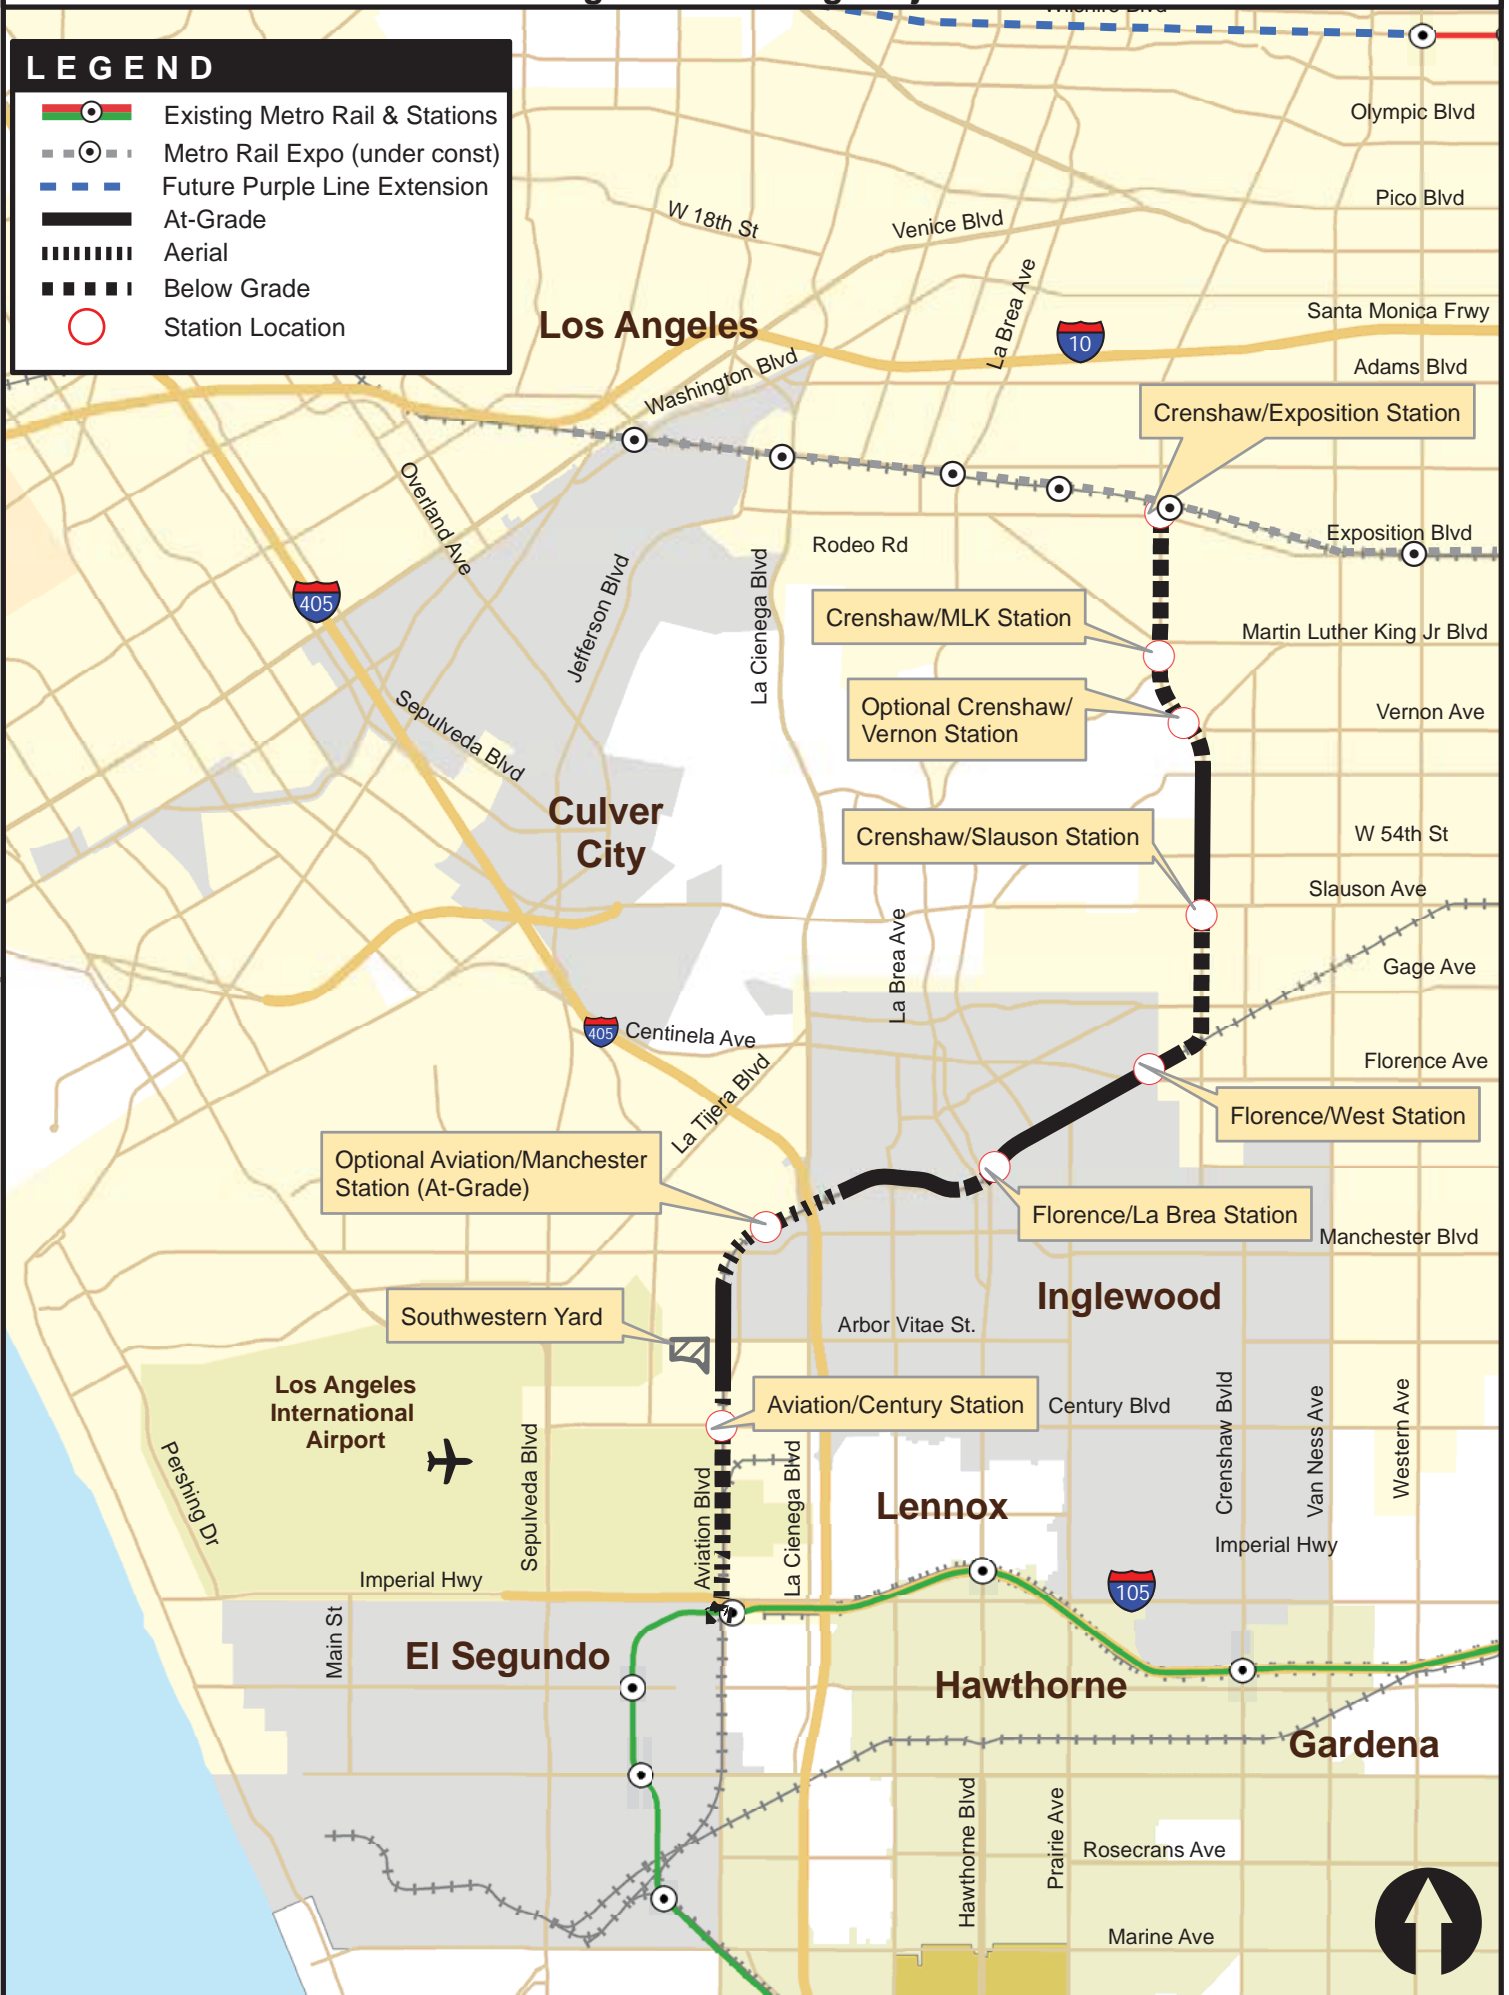 LEGEND
Existing Metro Rail & Stations
Metro Rail Expo (under const)
Future Purple Line Extension
At-Grade
Aerial
Below Grade
Station Location
Wilshire Blvd
Olympic Blvd
Pico Blvd
W 18th St
Venice Blvd
La Brea Ave
Santa Monica Frwy
Los Angeles
10
Washington Blvd
Adams Blvd
Crenshaw/Exposition Station
Overland Ave
Exposition Blvd
Rodeo Rd
Jefferson Blvd
La Cienega Blvd
405
Crenshaw/MLK Station
Martin Luther King Jr Blvd
Sepulveda Blvd
Optional Crenshaw/
Vernon Station
Vernon Ave
Culver
City
Crenshaw/Slauson Station
W 54th St
Slauson Ave
La Brea Ave
Gage Ave
405
Centinela Ave
La Tijera Blvd
Florence Ave
Florence/West Station
Optional Aviation/Manchester
Station (At-Grade)
Florence/La Brea Station
Manchester Blvd
Inglewood
Southwestern Yard
Arbor Vitae St.
Los Angeles
International
Airport
Aviation/Century Station
Century Blvd
Crenshaw Bvld
Van Ness Ave
Western Ave
Pershing Dr
Sepulveda Blvd
Aviation Blvd
La Cienega Blvd
Lennox
Imperial Hwy
Imperial Hwy
105
Main St
El Segundo
Hawthorne
Gardena
Hawthorne Blvd
Prairie Ave
Rosecrans Ave
Marine Ave